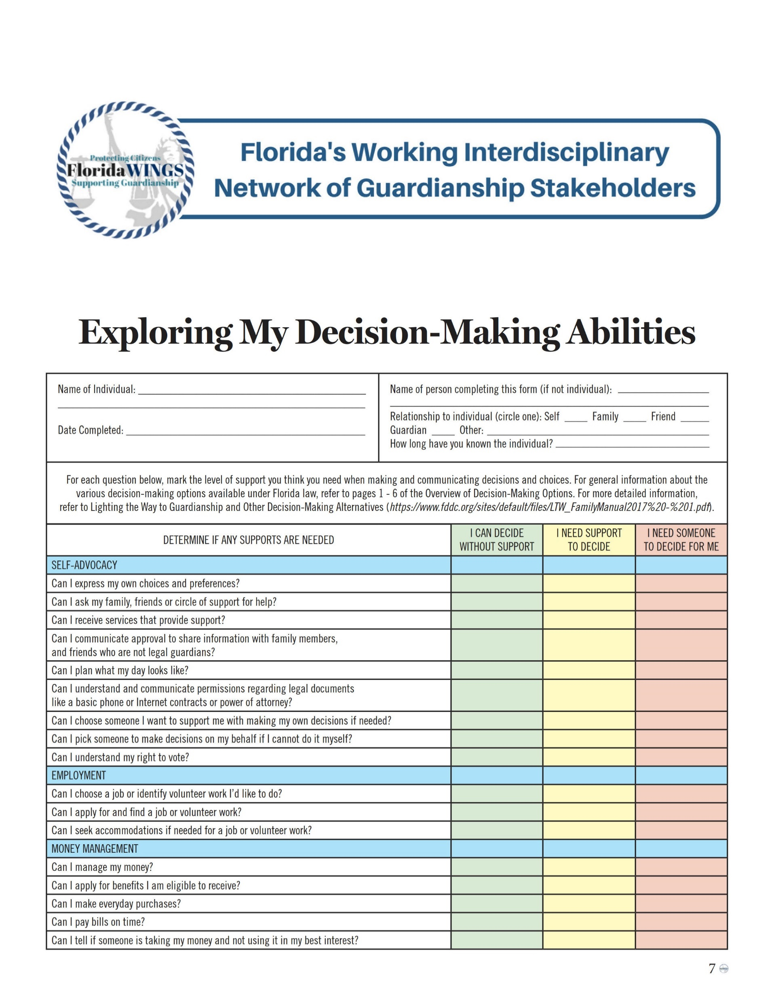 Protecting Citizens
FloridaWINGS
Supporting Guardianship
Florida's Working Interdisciplinary
Network of Guardianship Stakeholders
Exploring My Decision-Making Abilities
Name of Individual:
Date Completed:
Name of person completing this form (if not individual):
Relationship to individual (circle one): Self Family Friend
Guardian Other:
How long have you known the individual?
For each question below, mark the level of support you think you need when making and communicating decisions and choices. For general information about the
various decision-making options available under Florida law, refer to pages 1 - 6 of the Overview of Decision-Making Options. For more detailed information,
refer to Lighting the Way to Guardianship and Other Decision-Making Alternatives (https://www.fddc.org/sites/default/files/LTW_FamilyManual2017%20-%201.pdf).
DETERMINE IF ANY SUPPORTS ARE NEEDED
I CAN DECIDE
WITHOUT SUPPORT
I NEED SUPPORT
TO DECIDE
I NEED SOMEONE
TO DECIDE FOR ME
SELF-ADVOCACY
Can I express my own choices and preferences?
Can I ask my family, friends or circle of support for help?
Can I receive services that provide support?
Can I communicate approval to share information with family members,
and friends who are not legal guardians?
Can I plan what my day looks like?
Can I understand and communicate permissions regarding legal documents
like a basic phone or Internet contracts or power of attorney?
Can I choose someone I want to support me with making my own decisions if needed?
Can I pick someone to make decisions on my behalf if I cannot do it myself?
Can I understand my right to vote?
EMPLOYMENT
Can I choose a job or identify volunteer work I'd like to do?
Can I apply for and find a job or volunteer work?
Can I seek accommodations if needed for a job or volunteer work?
MONEY MANAGEMENT
Can I manage my money?
Can I apply for benefits I am eligible to receive?
Can I make everyday purchases?
Can I pay bills on time?
Can I tell if someone is taking my money and not using it in my best interest?
7